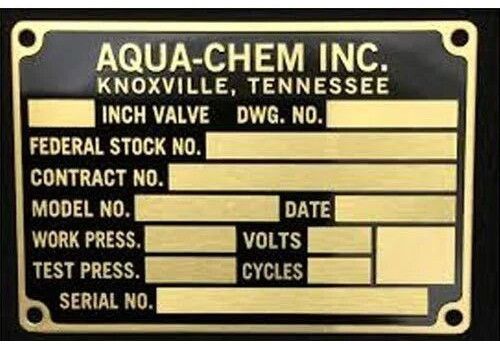 AQUA-CHEM INC.
KNOXVILLE, TENNESSEE
INCH VALVE DWG. NO.
FEDERAL STOCK NO.
CONTRACT NO.
MODEL NO. DATE
WORK PRESS. VOLTS
TEST PRESS. CYCLES
SERIAL NO.